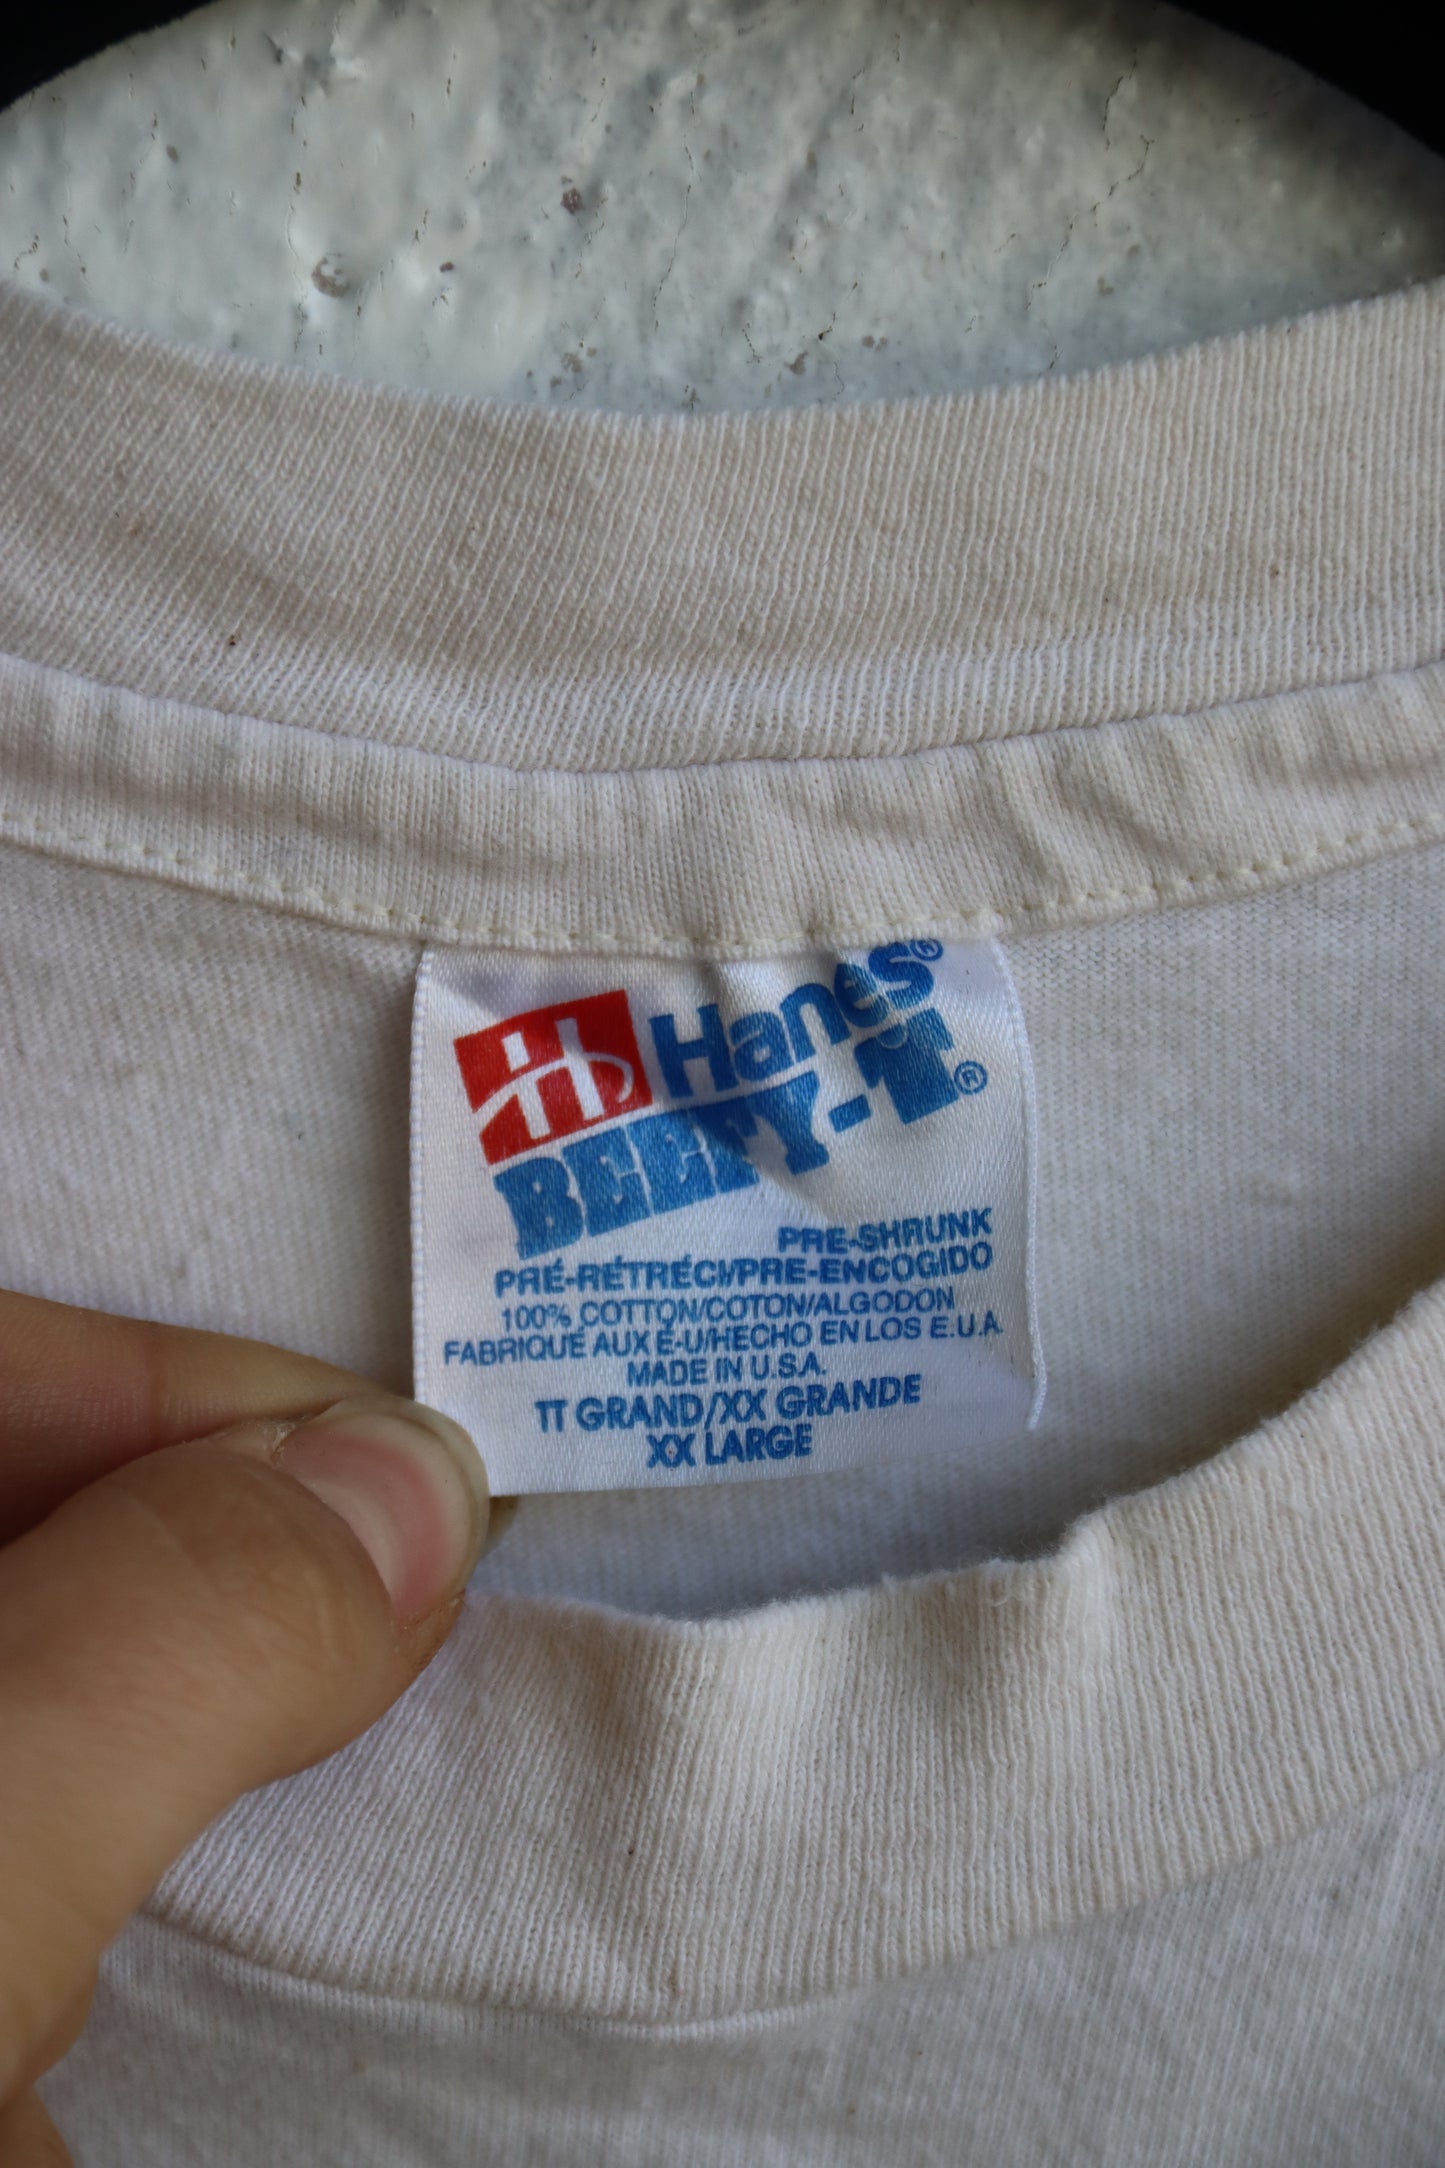 Hanes®
BEEFY-T®
PRE-SHRUNK
PRÉ-RÉTRÉCI/PRE-ENCOGIDO
100% COTTON/COTON/ALGODON
FABRIQUÉ AUX É-U/HECHO EN LOS E.U.A.
MADE IN U.S.A.
TT GRAND/XX GRANDE
XX LARGE